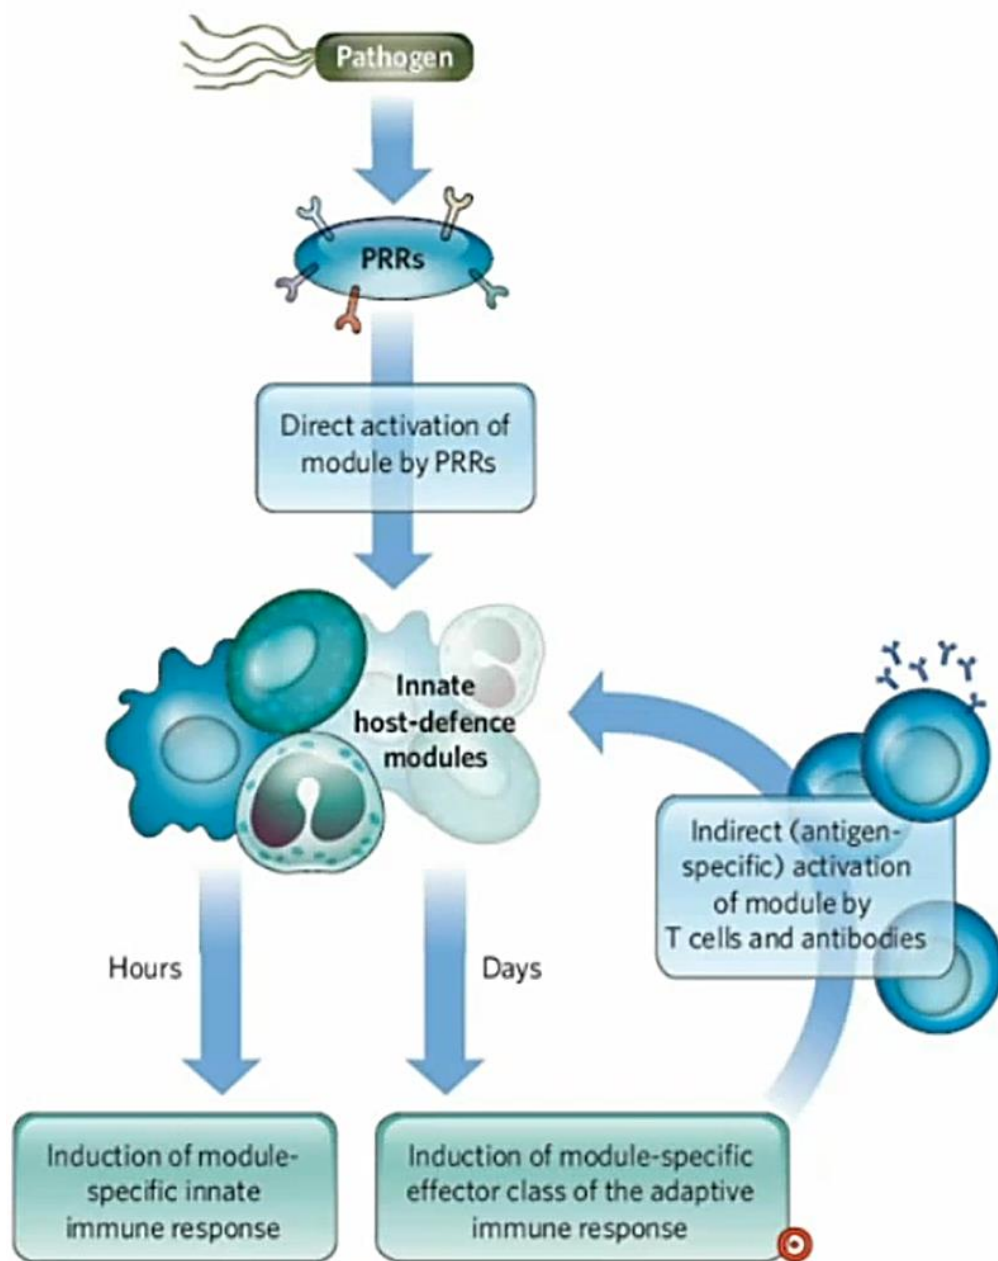 Pathogen
PRRs
Direct activation of
module by PRRs
Innate
host-defence
modules
Indirect (antigen-
specific) activation
of module by
T cells and antibodies
Hours
Days
Induction of module-
specific innate
immune response
Induction of module-specific
effector class of the adaptive
immune response